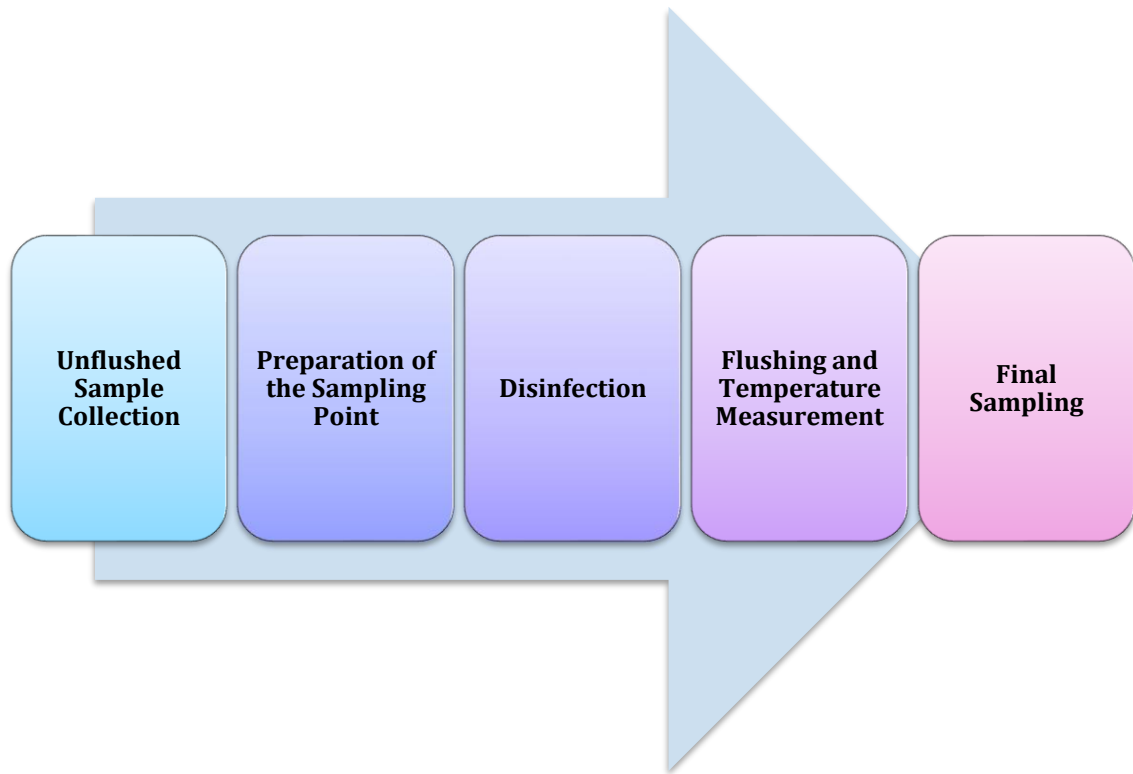 Unflushed
Sample
Collection
Preparation of
the Sampling
Point
Disinfection
Flushing and
Temperature
Measurement
Final
Sampling